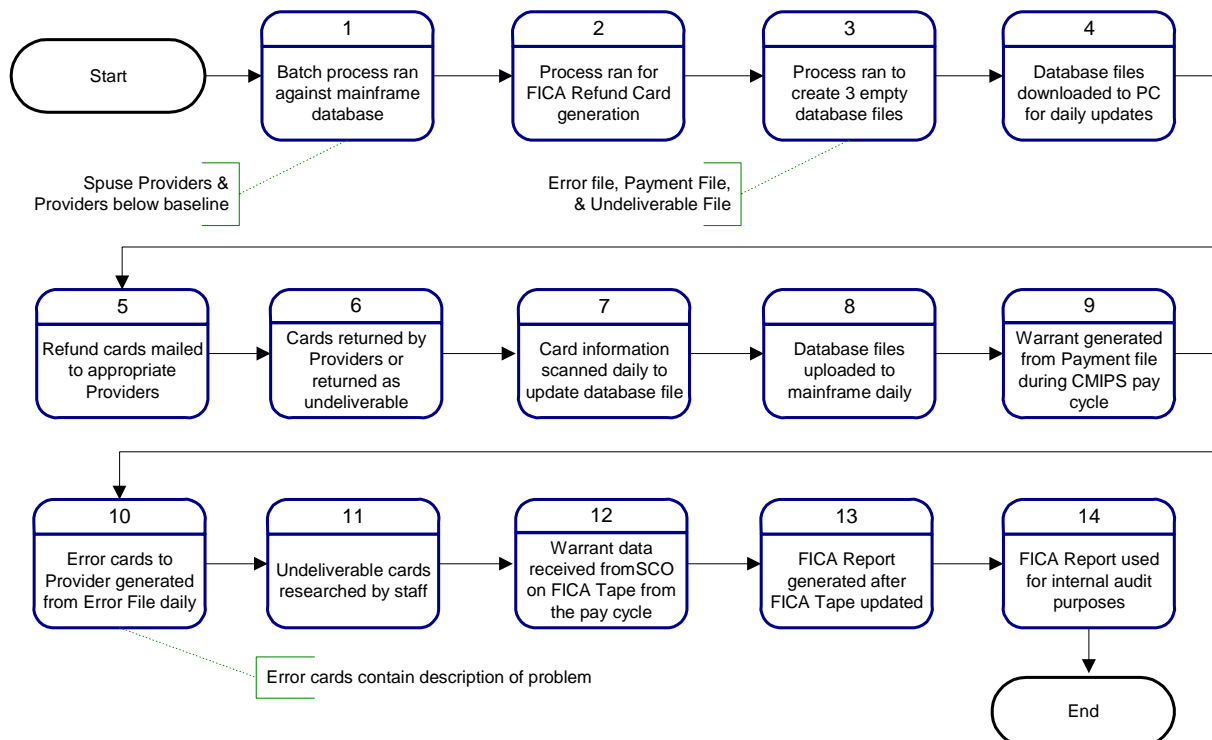 Start
1
Batch process ran
against mainframe
database
2
Process ran for
FICA Refund Card
generation
3
Process ran to
create 3 empty
database files
4
Database files
downloaded to PC
for daily updates
Spuse Providers &
Providers below baseline
Error file, Payment File,
& Undeliverable File
5
Refund cards mailed
to appropriate
Providers
6
Cards returned by
Providers or
returned as
undeliverable
7
Card information
scanned daily to
update database file
8
Database files
uploaded to
mainframe daily
9
Warrant generated
from Payment file
during CMIPS pay
cycle
10
Error cards to
Provider generated
from Error File daily
11
Undeliverable cards
researched by staff
12
Warrant data
received fromSCO
on FICA Tape from
the pay cycle
13
FICA Report
generated after
FICA Tape updated
14
FICA Report used
for internal audit
purposes
Error cards contain description of problem
End